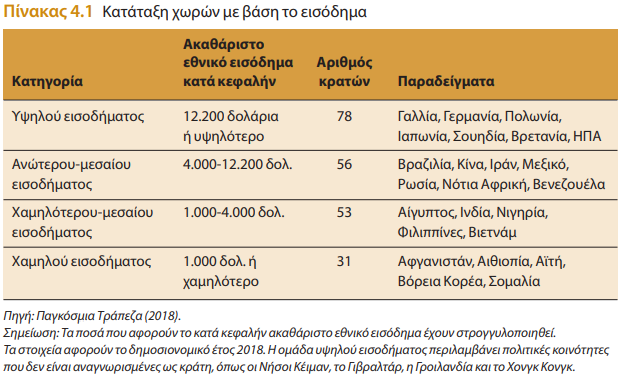 Πίνακας 4.1 Κατάταξη χωρών με βάση το εισόδημα
Κατηγορία Ακαθάριστο εθνικό εισόδημα κατά κεφαλήν Αριθμός κρατών Παραδείγματα
Υψηλού εισοδήματος 12.200 δολάρια 78 Γαλλία, Γερμανία, Πολωνία,
ή υψηλότερο Ιαπωνία, Σουηδία, Βρετανία, ΗΠΑ
Ανώτερου-μεσαίου 4.000-12.200 δολ. 56 Βραζιλία, Κίνα, Ιράν, Μεξικό,
εισοδήματος Ρωσία, Νότια Αφρική, Βενεζουέλα
Χαμηλότερου-μεσαίου 1.000-4.000 δολ. 53 Αίγυπτος, Ινδία, Νιγηρία,
εισοδήματος Φιλιππίνες, Βιετνάμ
Χαμηλού εισοδήματος 1.000 δολ. ή 31 Αφγανιστάν, Αιθιοπία, Αϊτή,
χαμηλότερο Βόρεια Κορέα, Σομαλία
Πηγή: Παγκόσμια Τράπεζα (2018).
Σημείωση: Τα ποσά που αφορούν το κατά κεφαλήν ακαθάριστο εθνικό εισόδημα έχουν στρογγυλοποιηθεί.
Τα στοιχεία αφορούν το δημοσιονομικό έτος 2018. Η ομάδα υψηλού εισοδήματος περιλαμβάνει πολιτικές κοινότητες
που δεν είναι αναγνωρισμένες ως κράτη, όπως οι Νήσοι Κέιμαν, το Γιβραλτάρ, η Γροιλανδία και το Χονγκ Κονγκ.